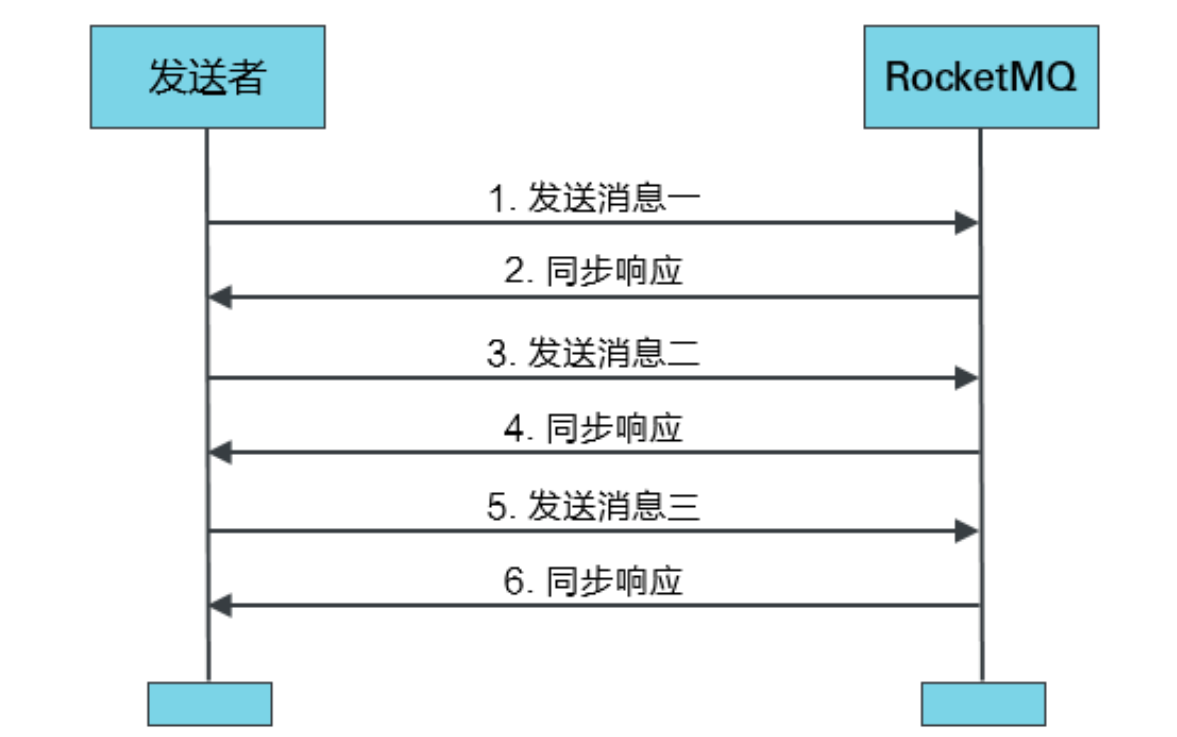 发送者
RocketMQ
1. 发送消息一
2. 同步响应
3. 发送消息二
4. 同步响应
5. 发送消息三
6. 同步响应